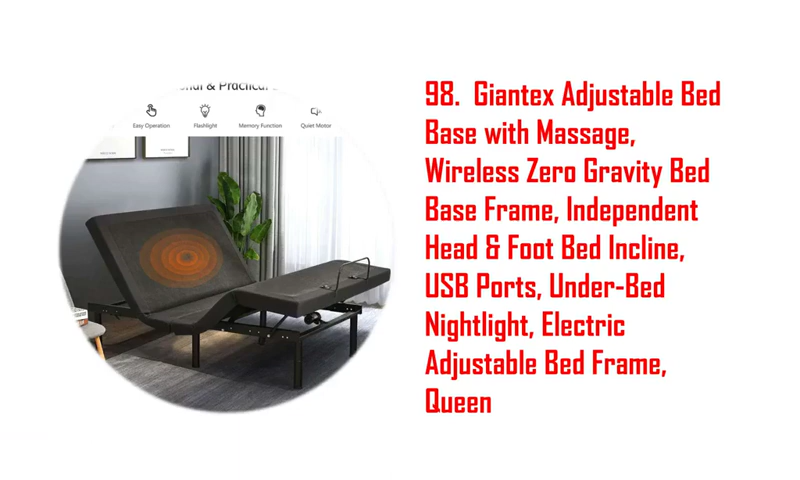 & Practical
Easy Operation Flashlight Memory Function Quiet Motor
98. Giantex Adjustable Bed
Base with Massage,
Wireless Zero Gravity Bed
Base Frame, Independent
Head & Foot Bed Incline,
USB Ports, Under-Bed
Nightlight, Electric
Adjustable Bed Frame,
Queen